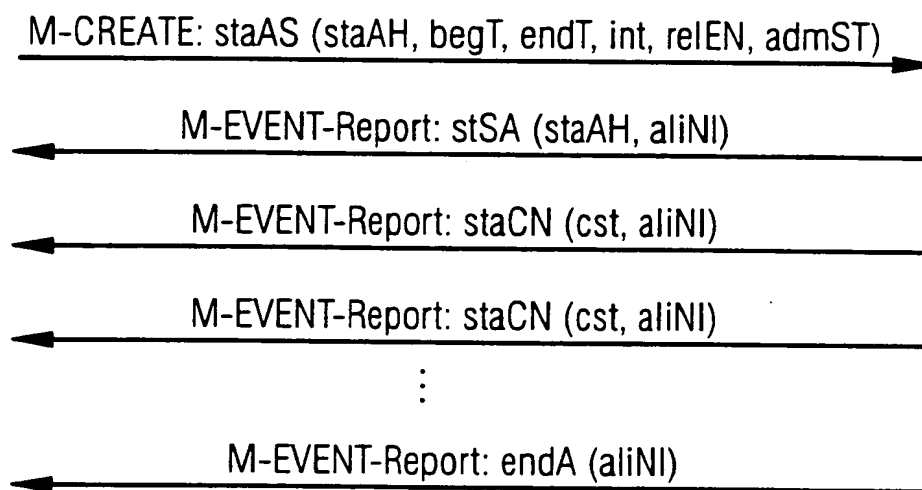 M-CREATE: staAS (staAH, begT, endT, int, relEN, admST)
M-EVENT-Report: stSA (staAH, aliNI)
M-EVENT-Report: staCN (cst, aliNI)
M-EVENT-Report: staCN (cst, aliNI)
⋮
M-EVENT-Report: endA (aliNI)